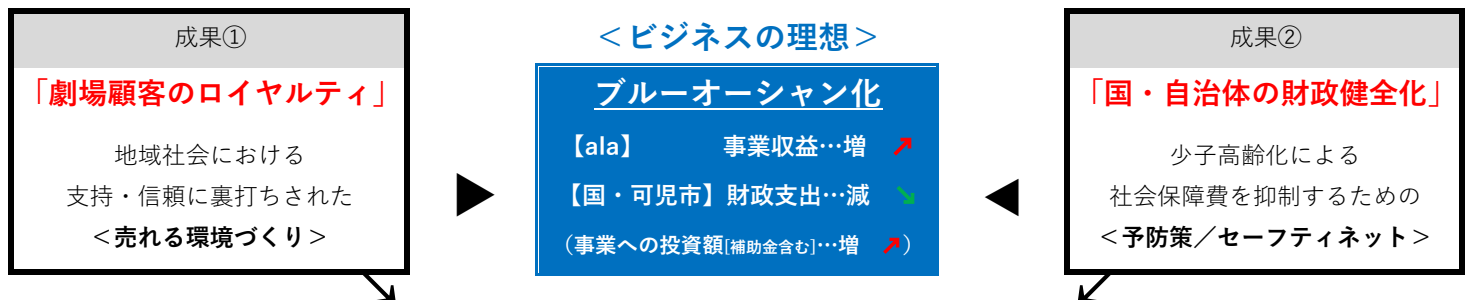 成果①
「劇場顧客のロイヤルティ」
地域社会における
支持・信頼に裏打ちされた
＜売れる環境づくり＞
＜ビジネスの理想＞
ブルーオーシャン化
【ala】 事業収益…増 ↗
【国・可児市】財政支出…減 ↘
（事業への投資額[補助金含む]…増 ↗）
成果②
「国・自治体の財政健全化」
少子高齢化による
社会保障費を抑制するための
＜予防策／セーフティネット＞